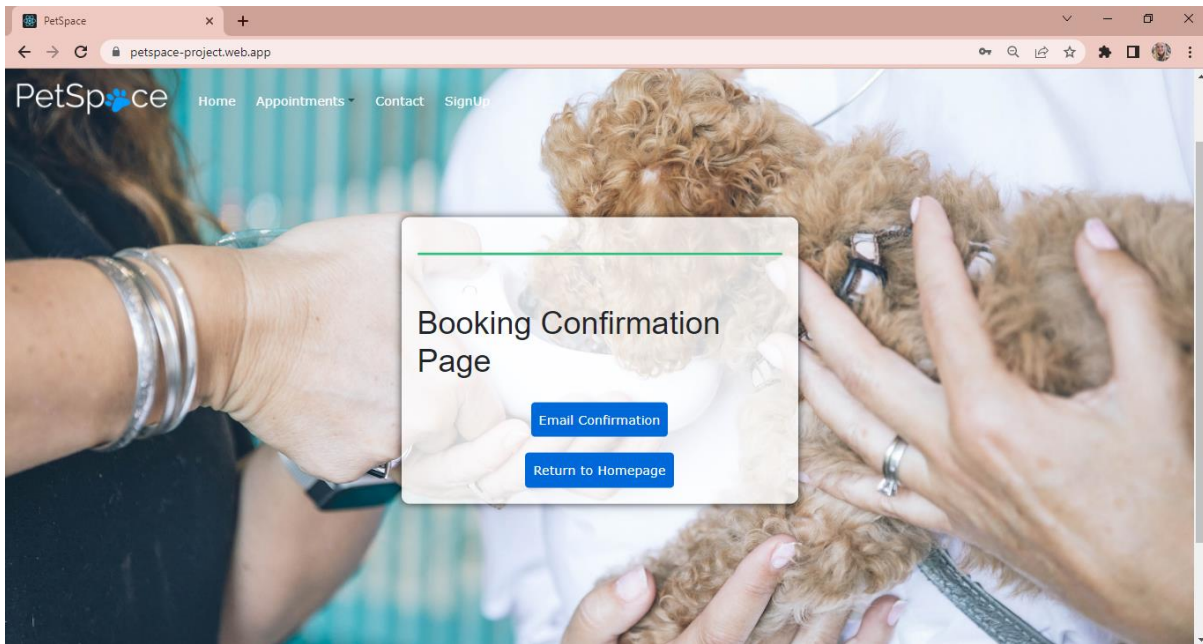 PetSpace
petspace-project.web.app
PetSpace
Home Appointments Contact SignUp
Booking Confirmation
Page
Email Confirmation
Return to Homepage